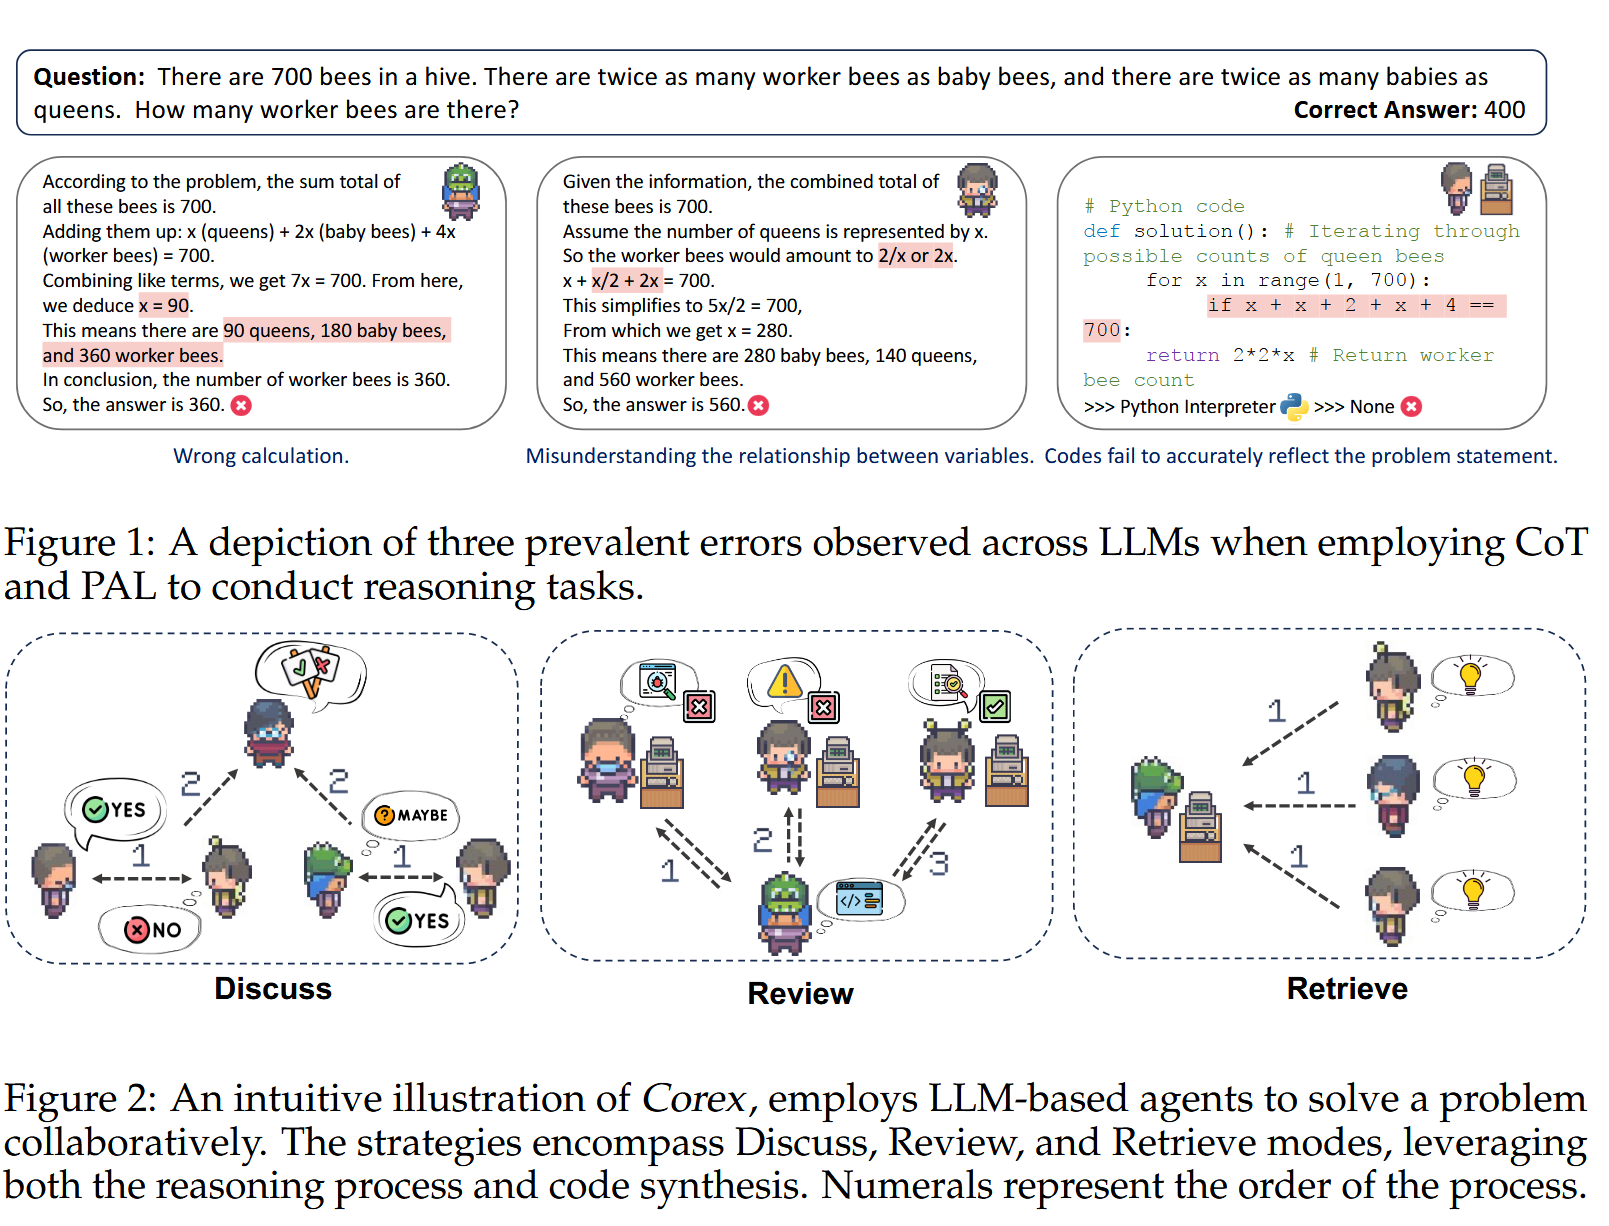 Question: There are 700 bees in a hive. There are twice as many worker bees as baby bees, and there are twice as many babies as
queens. How many worker bees are there? Correct Answer: 400
According to the problem, the sum total of
all these bees is 700.
Adding them up: x (queens) + 2x (baby bees) + 4x
(worker bees) = 700.
Combining like terms, we get 7x = 700. From here,
we deduce x = 90.
This means there are 90 queens, 180 baby bees,
and 360 worker bees.
In conclusion, the number of worker bees is 360.
So, the answer is 360.
Wrong calculation.
Given the information, the combined total of
these bees is 700.
Assume the number of queens is represented by x.
So the worker bees would amount to 2/x or 2x.
x + x/2 + 2x = 700.
This simplifies to 5x/2 = 700,
From which we get x = 280.
This means there are 280 baby bees, 140 queens,
and 560 worker bees.
So, the answer is 560.
Misunderstanding the relationship between variables.
# Python code
def solution(): # Iterating through
possible counts of queen bees
for x in range(1, 700):
if x + x + 2 + x + 4 ==
700:
return 2*2*x # Return worker
bee count
>>> Python Interpreter >>> None
Codes fail to accurately reflect the problem statement.
Figure 1: A depiction of three prevalent errors observed across LLMs when employing CoT
and PAL to conduct reasoning tasks.
2 2
YES
MAYBE
1 1
NO
YES
Discuss
1 2 3
</>
Review
1
1
1
Retrieve
Figure 2: An intuitive illustration of Corex, employs LLM-based agents to solve a problem
collaboratively. The strategies encompass Discuss, Review, and Retrieve modes, leveraging
both the reasoning process and code synthesis. Numerals represent the order of the process.